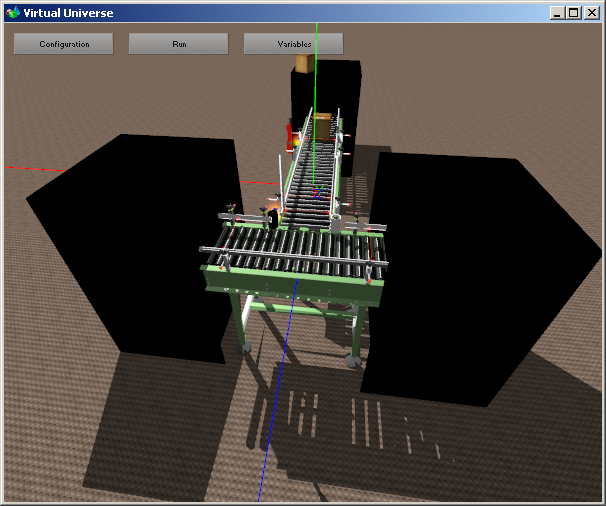 Virtual Universe
Configuration
Run
Variables